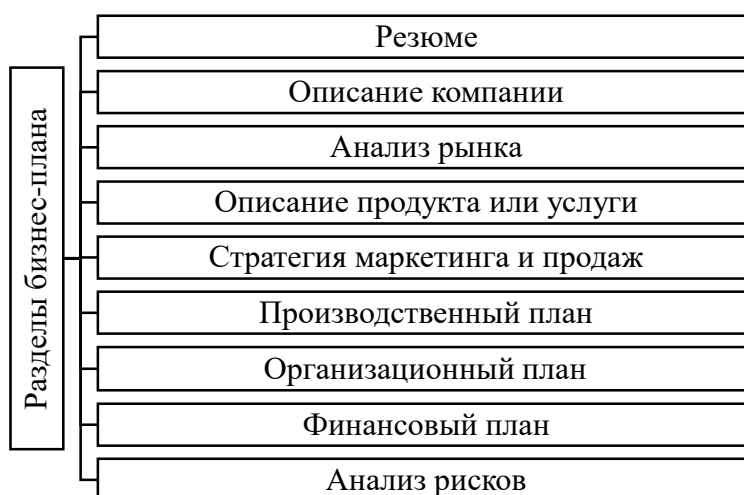 Разделы бизнес-плана
Резюме
Описание компании
Анализ рынка
Описание продукта или услуги
Стратегия маркетинга и продаж
Производственный план
Организационный план
Финансовый план
Анализ рисков